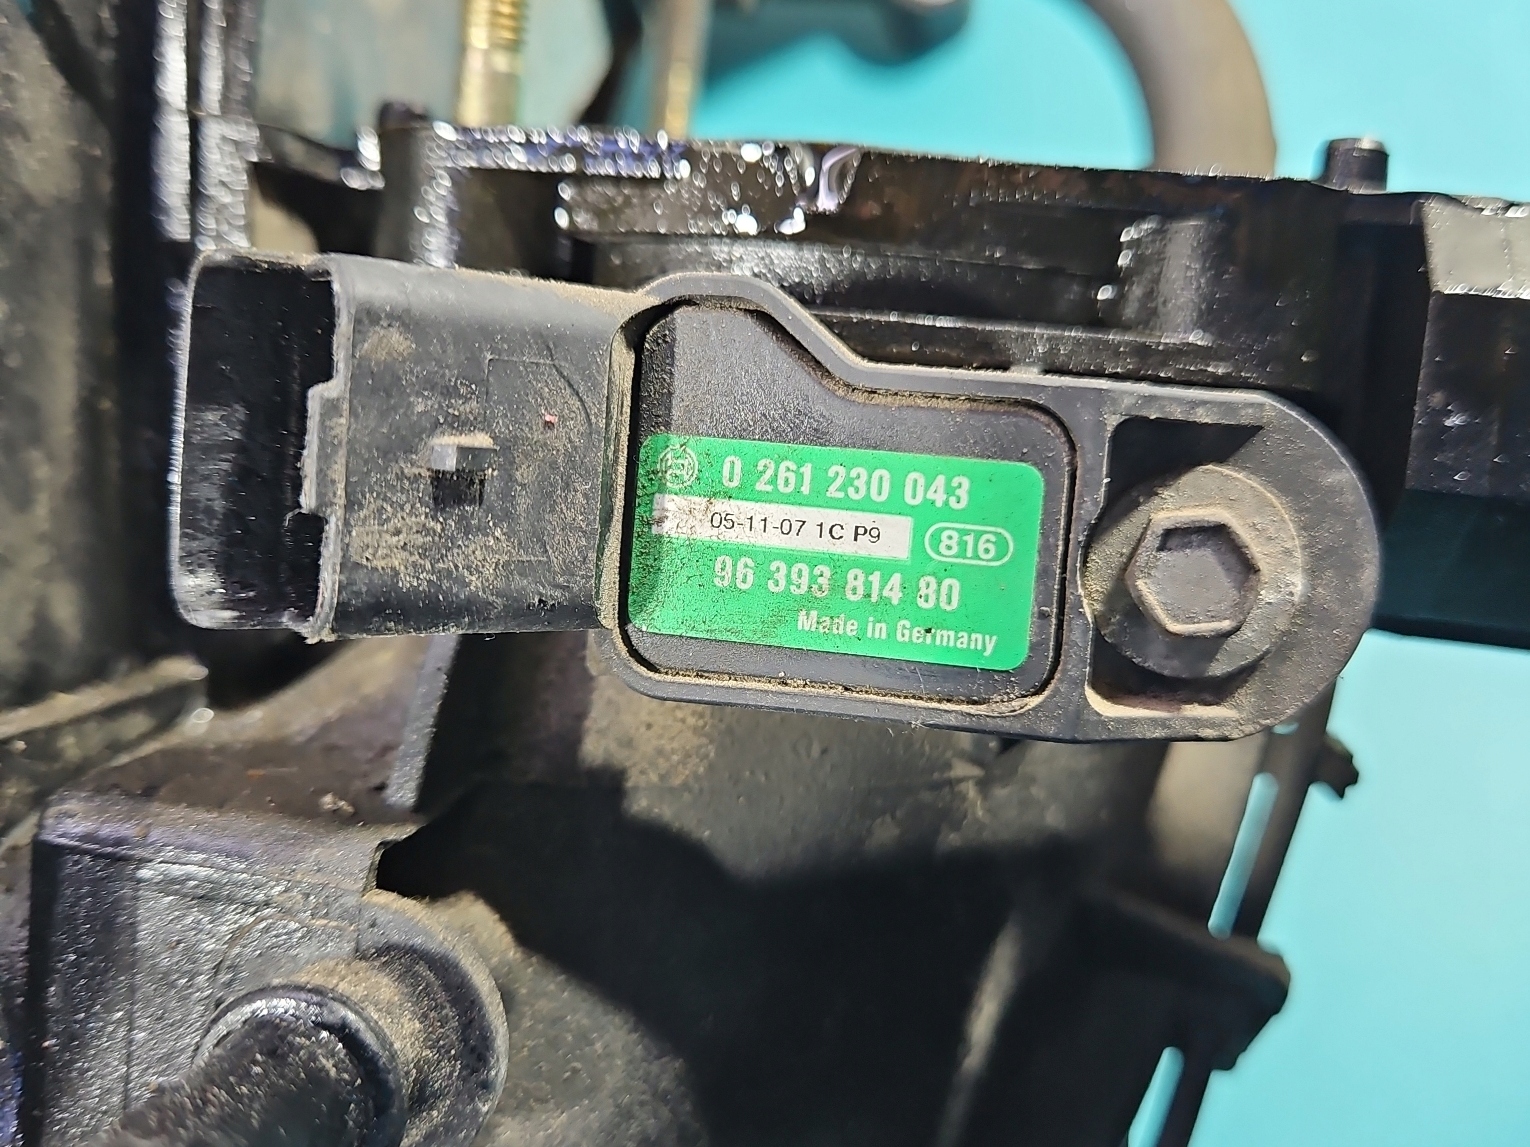 0 261 230 043
05-11-07 1C P9
816
96 393 814 80
Made in Germany